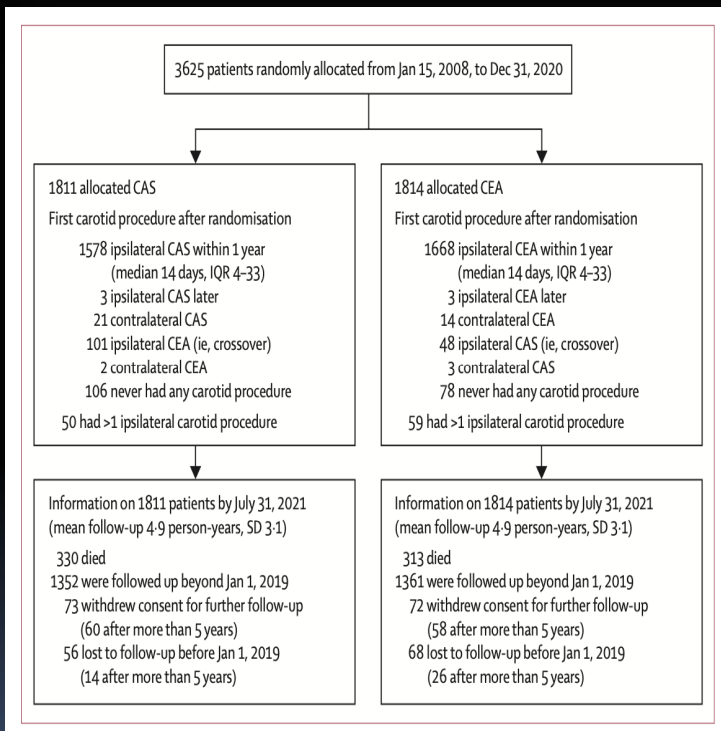 3625 patients randomly allocated from Jan 15, 2008, to Dec 31, 2020
1811 allocated CAS
First carotid procedure after randomisation
1578 ipsilateral CAS within 1 year
(median 14 days, IQR 4–33)
3 ipsilateral CAS later
21 contralateral CAS
101 ipsilateral CEA (ie, crossover)
2 contralateral CEA
106 never had any carotid procedure
50 had >1 ipsilateral carotid procedure
1814 allocated CEA
First carotid procedure after randomisation
1668 ipsilateral CEA within 1 year
(median 14 days, IQR 4–33)
3 ipsilateral CEA later
14 contralateral CEA
48 ipsilateral CAS (ie, crossover)
3 contralateral CAS
78 never had any carotid procedure
59 had >1 ipsilateral carotid procedure
Information on 1811 patients by July 31, 2021
(mean follow-up 4·9 person-years, SD 3·1)
330 died
1352 were followed up beyond Jan 1, 2019
73 withdrew consent for further follow-up
(60 after more than 5 years)
56 lost to follow-up before Jan 1, 2019
(14 after more than 5 years)
Information on 1814 patients by July 31, 2021
(mean follow-up 4·9 person-years, SD 3·1)
313 died
1361 were followed up beyond Jan 1, 2019
72 withdrew consent for further follow-up
(58 after more than 5 years)
68 lost to follow-up before Jan 1, 2019
(26 after more than 5 years)